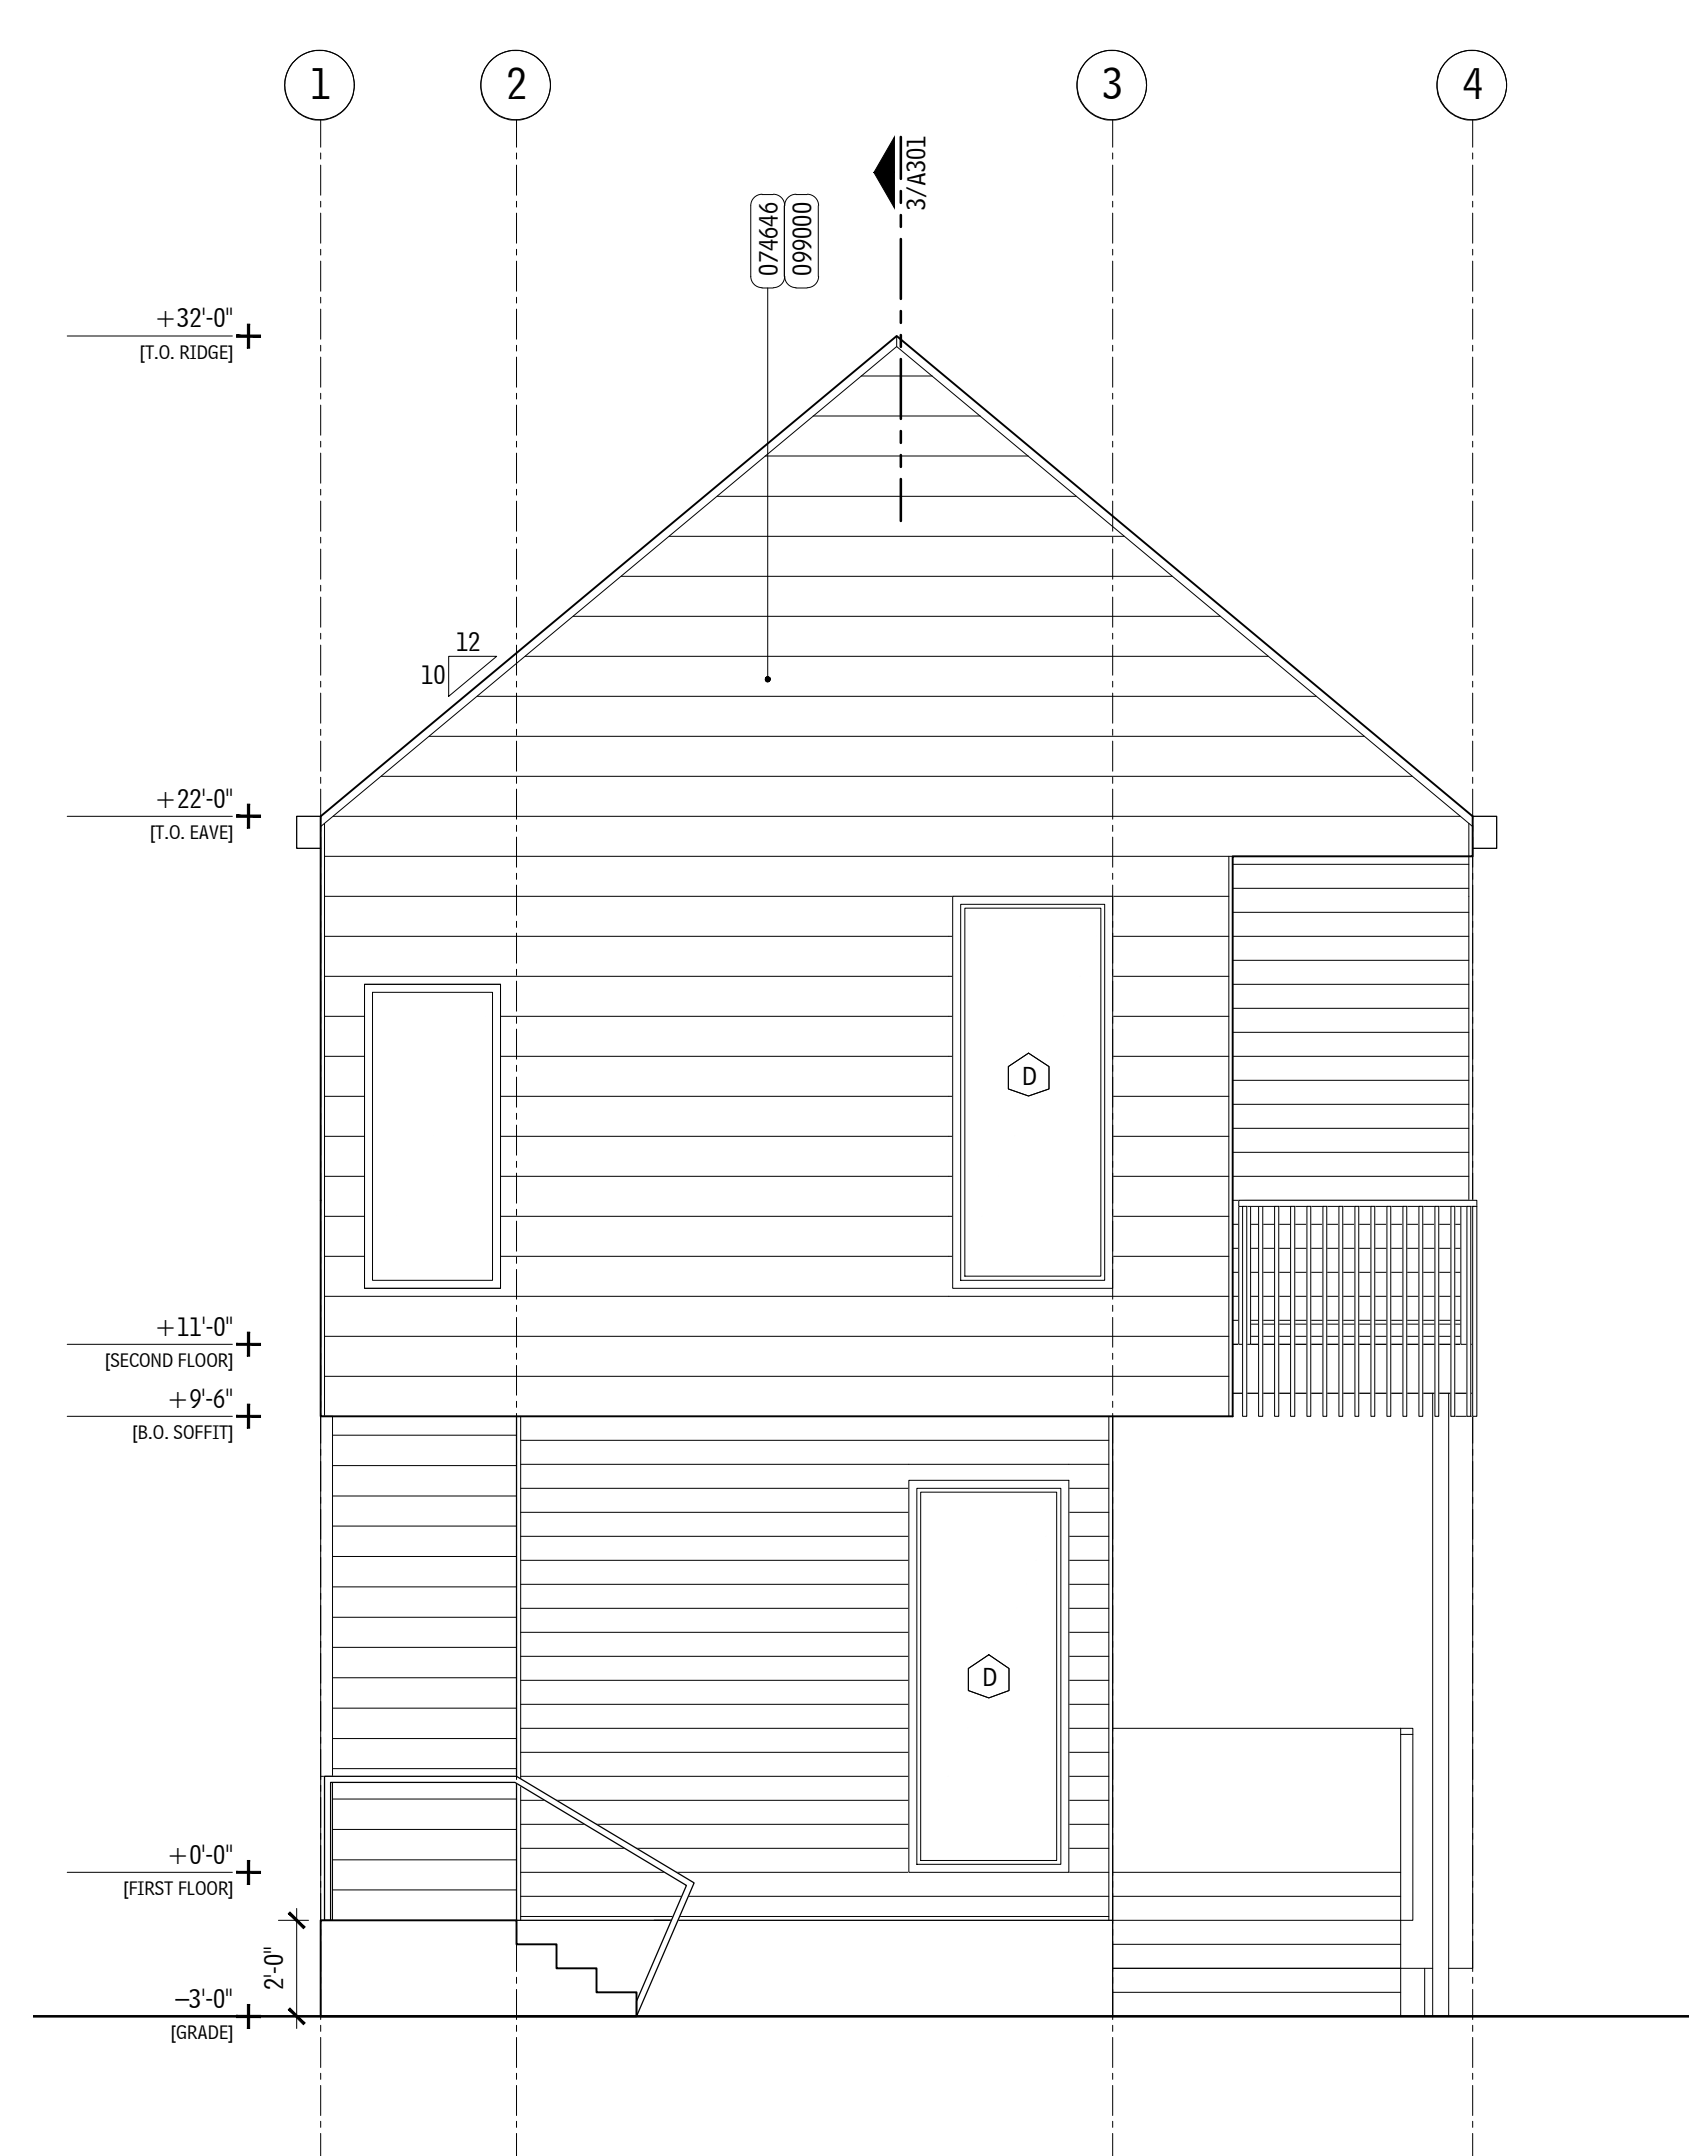 1
2
3
4
3/A301
074646
099000
+32'-0"
[T.O. RIDGE]
12
10
+22'-0"
[T.O. EAVE]
D
+11'-0"
[SECOND FLOOR]
+9'-6"
[B.O. SOFFIT]
D
+0'-0"
[FIRST FLOOR]
2'-0"
−3'-0"
[GRADE]